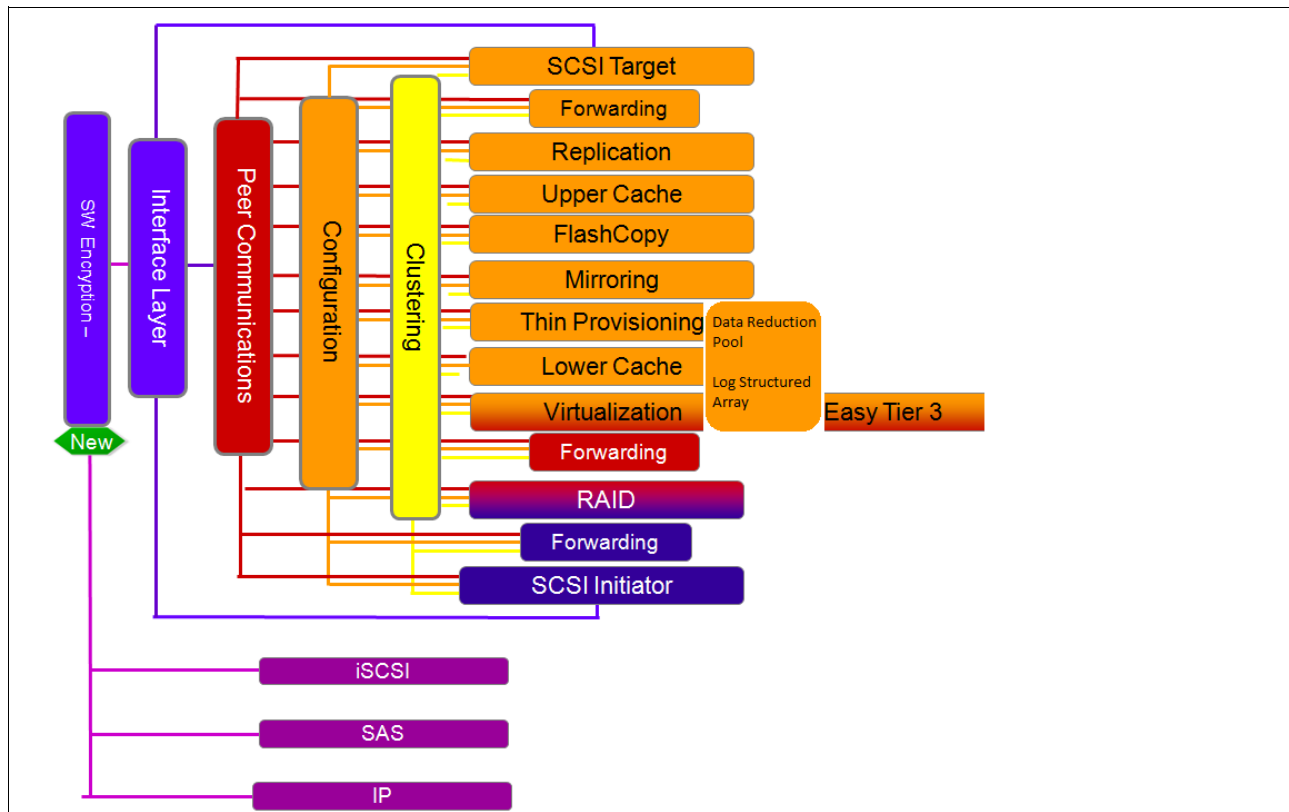 SW Encryption –
New
Interface Layer
Peer Communications
Configuration
Clustering
SCSI Target
Forwarding
Replication
Upper Cache
FlashCopy
Mirroring
Thin Provisioning
Data Reduction
Pool
Log Structured
Array
Lower Cache
Virtualization
Easy Tier 3
Forwarding
RAID
Forwarding
SCSI Initiator
iSCSI
SAS
IP